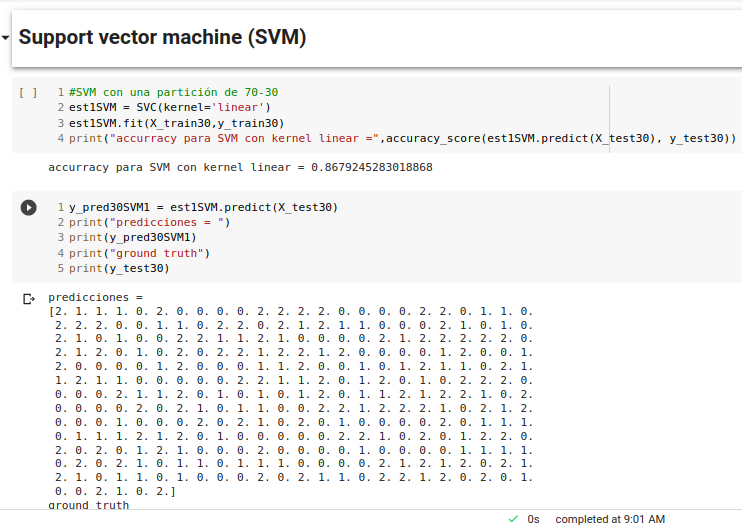 Support vector machine (SVM)
[ ] 1 #SVM con una partición de 70-30
2 est1SVM = SVC(kernel='linear')
3 est1SVM.fit(X_train30,y_train30)
4 print("accurracy para SVM con kernel linear =",accuracy_score(est1SVM.predict(X_test30), y_test30))
accurracy para SVM con kernel linear = 0.8679245283018868
1 y_pred30SVM1 = est1SVM.predict(X_test30)
2 print("predicciones = ")
3 print(y_pred30SVM1)
4 print("ground truth")
5 print(y_test30)
predicciones =
[2. 1. 1. 1. 0. 2. 0. 0. 0. 0. 2. 2. 2. 2. 0. 0. 0. 0. 2. 2. 0. 1. 1. 0.
2. 2. 2. 0. 0. 1. 1. 0. 2. 2. 0. 2. 1. 2. 1. 1. 0. 0. 0. 2. 1. 0. 1. 0.
2. 1. 0. 1. 0. 0. 2. 2. 1. 1. 2. 1. 0. 0. 0. 0. 0. 2. 1. 2. 2. 2. 2. 0.
2. 1. 2. 0. 1. 0. 2. 0. 2. 2. 1. 2. 2. 1. 2. 0. 0. 0. 0. 1. 2. 0. 0. 1.
2. 0. 0. 0. 0. 1. 2. 0. 0. 0. 1. 1. 2. 0. 0. 1. 0. 1. 2. 1. 1. 0. 2. 1.
1. 2. 1. 1. 0. 0. 0. 0. 0. 2. 2. 1. 1. 2. 0. 1. 2. 0. 1. 0. 2. 2. 2. 0.
0. 0. 0. 2. 1. 1. 2. 0. 1. 0. 1. 0. 1. 2. 0. 1. 2. 1. 2. 2. 1. 0. 2.
0. 0. 0. 0. 2. 0. 2. 1. 0. 1. 1. 0. 0. 2. 2. 1. 2. 2. 2. 1. 0. 2. 1. 2.
0. 0. 0. 1. 0. 0. 0. 2. 0. 2. 1. 0. 2. 0. 1. 0. 0. 0. 0. 2. 0. 1. 1. 1.
0. 1. 1. 1. 2. 1. 2. 0. 1. 0. 0. 0. 0. 0. 2. 2. 1. 0. 2. 0. 1. 2. 2. 0.
2. 0. 2. 0. 1. 2. 1. 0. 0. 0. 2. 0. 0. 0. 0. 1. 0. 0. 0. 0. 1. 1. 1. 1.
0. 2. 0. 2. 1. 0. 1. 1. 0. 1. 1. 1. 0. 0. 0. 0. 2. 1. 2. 1. 2. 0. 2. 1.
2. 1. 0. 1. 1. 0. 1. 0. 0. 0. 2. 0. 2. 1. 1. 0. 2. 2. 1. 2. 0. 2. 0. 1.
0. 0. 2. 1. 0. 2.]
ground truth
0s completed at 9:01 AM